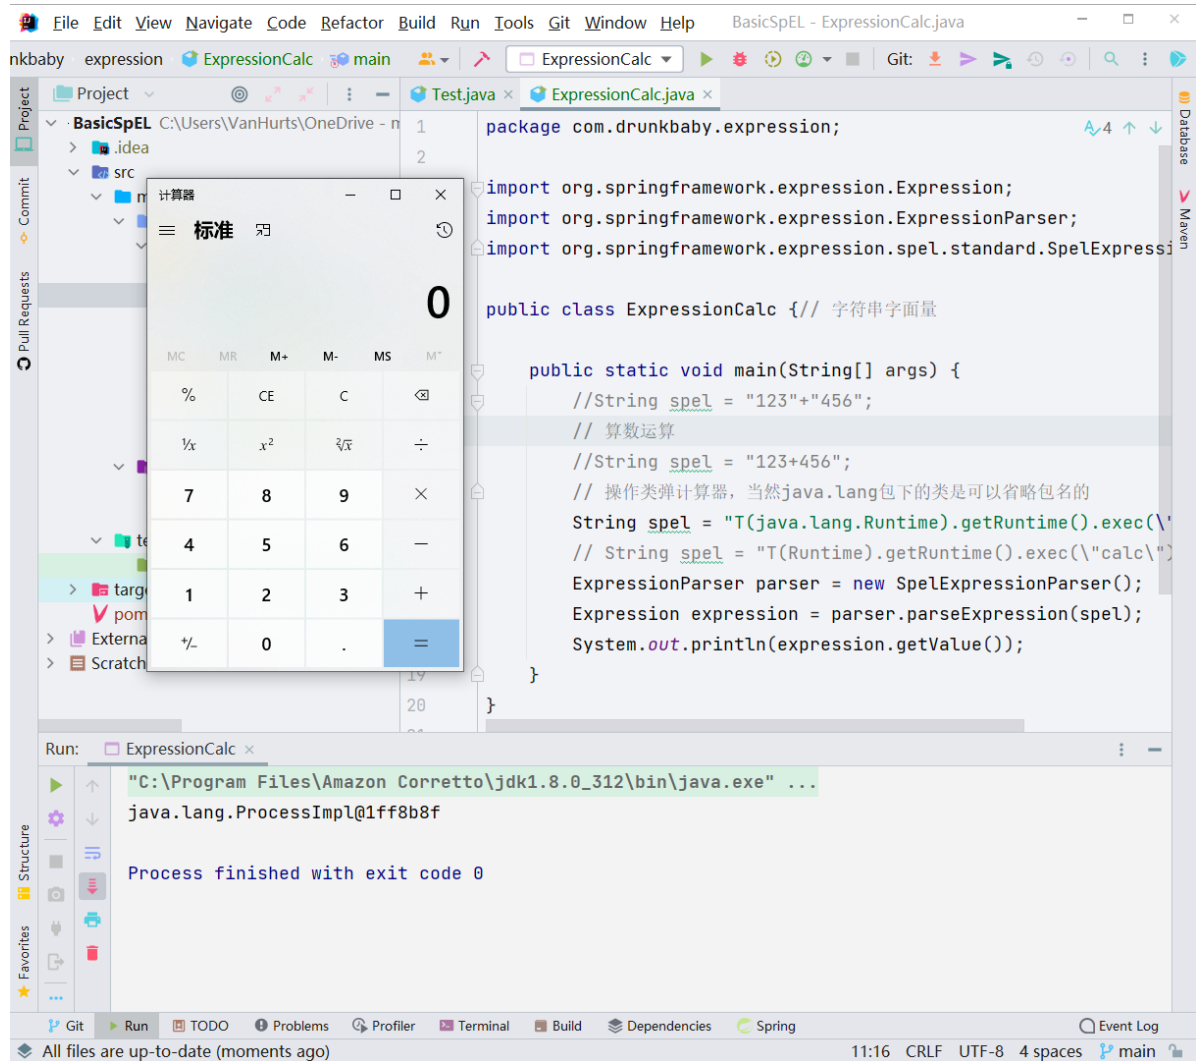 File Edit View Navigate Code Refactor Build Run Tools Git Window Help BasicSpEL - ExpressionCalc.java
nkbaby expression ExpressionCalc main ExpressionCalc Git:
Project
Test.java
ExpressionCalc.java
Project
Commit
Pull Requests
BasicSpEL C:\Users\VanHurts\OneDrive -
.idea
src
External
Scratch
targ
pom
计算器
标准
0
MC MR M+ M- MS M˅
% CE C
¹/x x² ²√x ÷
7 8 9 ×
4 5 6 −
1 2 3 +
+/− 0 . =
1 package com.drunkbaby.expression;
2
import org.springframework.expression.Expression;
import org.springframework.expression.ExpressionParser;
import org.springframework.expression.spel.standard.SpelExpressi
public class ExpressionCalc {// 字符串字面量
public static void main(String[] args) {
//String spel = "123"+"456";
// 算数运算
//String spel = "123+456";
// 操作类弹计算器，当然java.lang包下的类是可以省略包名的
String spel = "T(java.lang.Runtime).getRuntime().exec(\"
// String spel = "T(Runtime).getRuntime().exec(\"calc\")
ExpressionParser parser = new SpelExpressionParser();
Expression expression = parser.parseExpression(spel);
System.out.println(expression.getValue());
19 }
20 }
4
Database
Maven
Run: ExpressionCalc
"C:\Program Files\Amazon Corretto\jdk1.8.0_312\bin\java.exe" ...
java.lang.ProcessImpl@1ff8b8f
Process finished with exit code 0
Structure
Favorites
Git Run TODO Problems Profiler Terminal Build Dependencies Spring Event Log
All files are up-to-date (moments ago) 11:16 CRLF UTF-8 4 spaces main